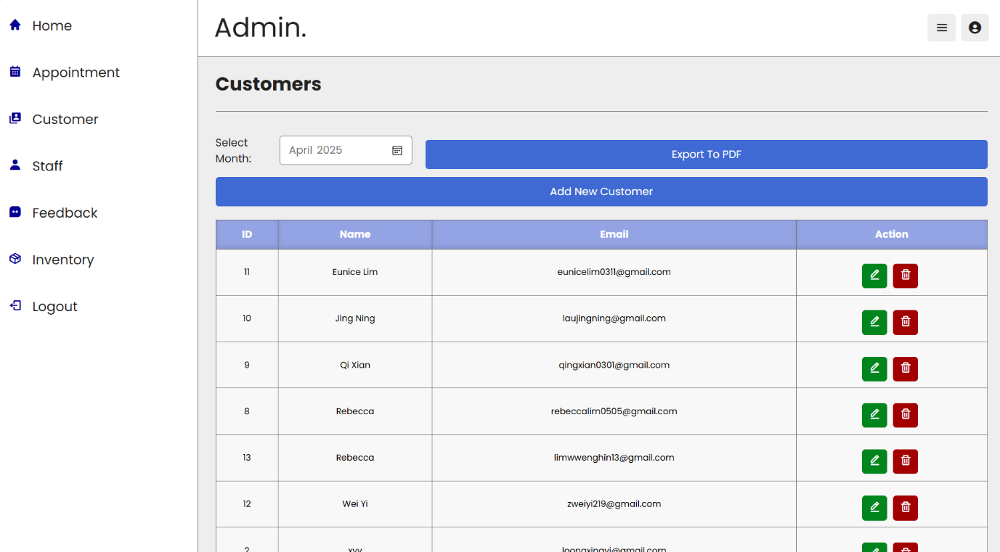 Home
Appointment
Customer
Staff
Feedback
Inventory
Logout
Admin.
Customers
Select
Month:
April 2025
Export To PDF
Add New Customer
ID Name Email Action
11 Eunice Lim eunicelim0311@gmail.com
10 Jing Ning laujingning@gmail.com
9 Qi Xian qingxian0301@gmail.com
8 Rebecca rebeccalim0505@gmail.com
13 Rebecca limwwenghin13@gmail.com
12 Wei Yi zweiyi219@gmail.com
2